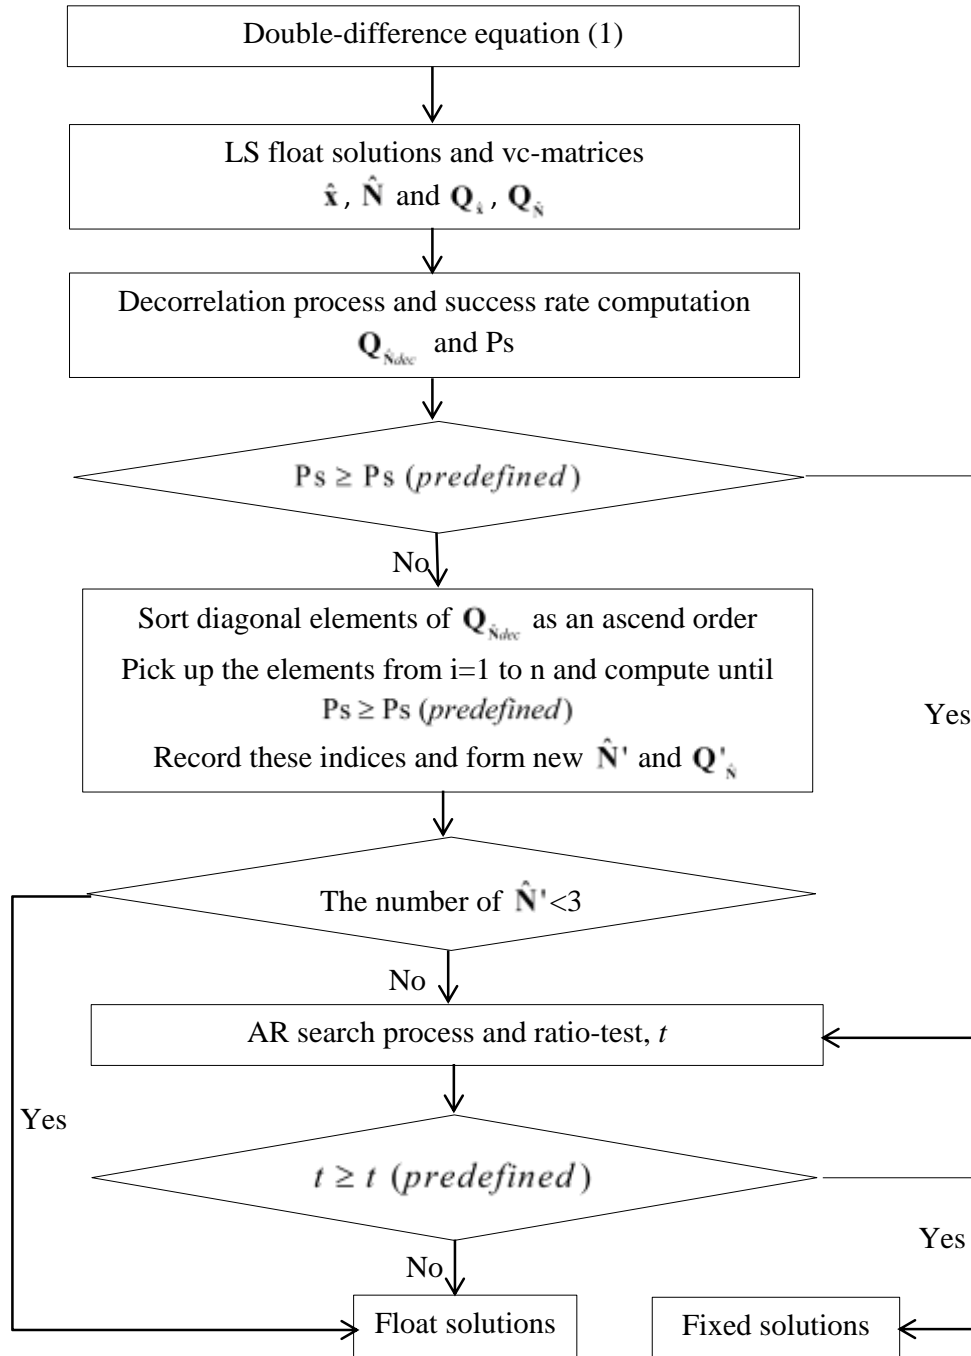 Double-difference equation (1)
LS float solutions and vc-matrices
x̂ , N̂ and Q_x̂ , Q_N̂
Decorrelation process and success rate computation
Q_N̂dec and Ps
Ps ≥ Ps (predefined)
No
Sort diagonal elements of Q_N̂dec as an ascend order
Pick up the elements from i=1 to n and compute until
Ps ≥ Ps (predefined)
Record these indices and form new N̂' and Q'_N̂
Yes
The number of N̂'<3
No
AR search process and ratio-test, t
Yes
t ≥ t (predefined)
Yes
No
Float solutions
Fixed solutions